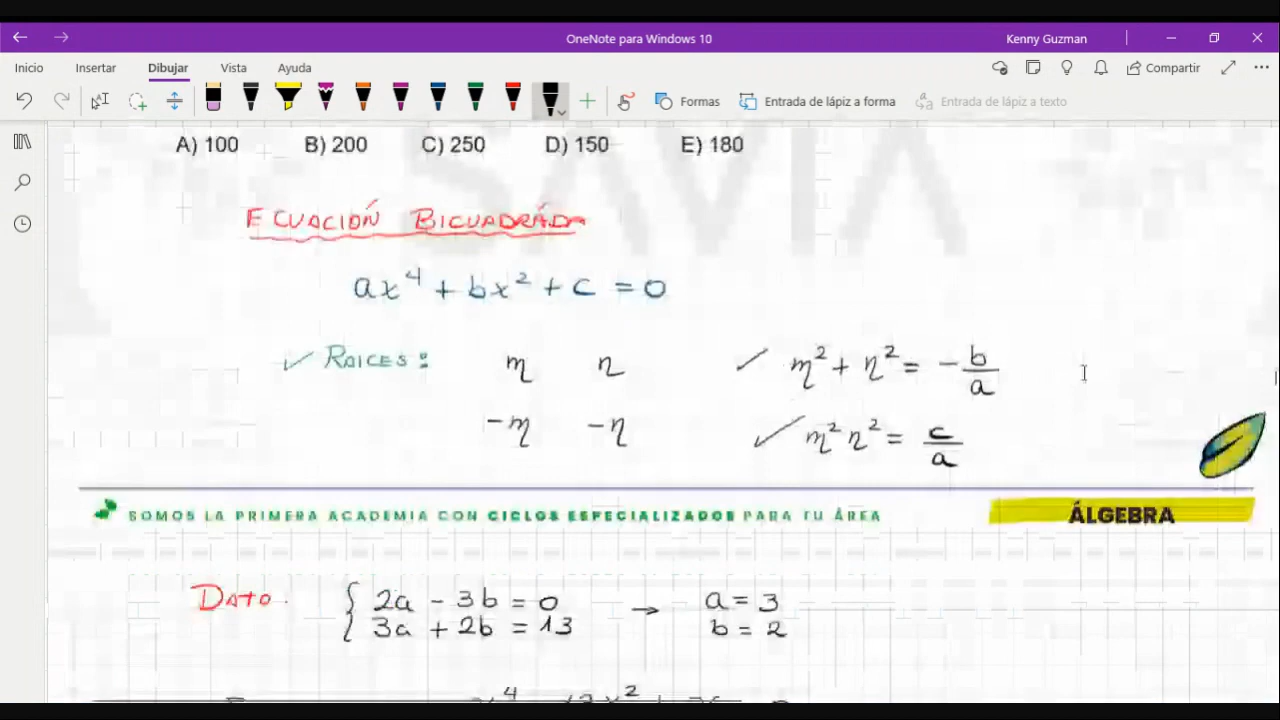 OneNote para Windows 10
Kenny Guzman
Inicio Insertar Dibujar Vista Ayuda
Compartir
Formas Entrada de lápiz a forma Entrada de lápiz a texto
SAVIA
A) 100 B) 200 C) 250 D) 150 E) 180
ECUACIÓN BICUADRÁDA
ax⁴ + bx² + c = 0
✓ RAICES: m n ✓ m² + n² = -b/a
-m -n ✓ m²n² = c/a
SOMOS LA PRIMERA ACADEMIA CON CICLOS ESPECIALIZADOS PARA TU ÁREA
ÁLGEBRA
DATO. { 2a - 3b = 0 → a = 3
{ 3a + 2b = 13 b = 2